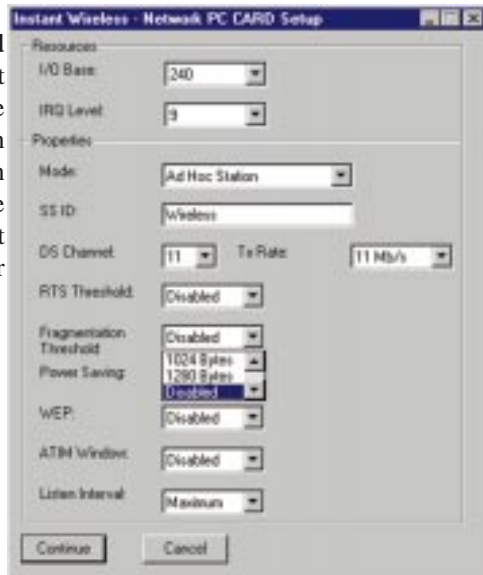 Instant Wireless - Network PC CARD Setup
Resources
I/O Base: 240
IRQ Level: 9
Properties
Mode: Ad Hoc Station
SS ID: Wireless
DS Channel: 11 Tx Rate: 11 Mb/s
RTS Threshold: Disabled
Fragmentation Threshold Disabled
1024 Bytes
1280 Bytes
Disabled
Power Saving:
WEP: Disabled
ATIM Window: Disabled
Listen Interval: Maximum
Continue Cancel